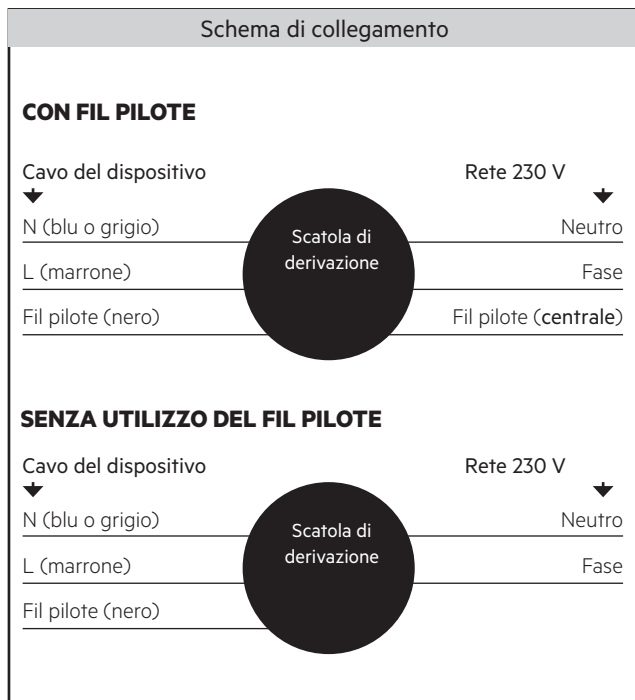 Schema di collegamento
CON FIL PILOTE
Cavo del dispositivo
Rete 230 V
N (blu o grigio)
Scatola di
derivazione
Neutro
L (marrone)
Fase
Fil pilote (nero)
Fil pilote (centrale)
SENZA UTILIZZO DEL FIL PILOTE
Cavo del dispositivo
Rete 230 V
N (blu o grigio)
Scatola di
derivazione
Neutro
L (marrone)
Fase
Fil pilote (nero)